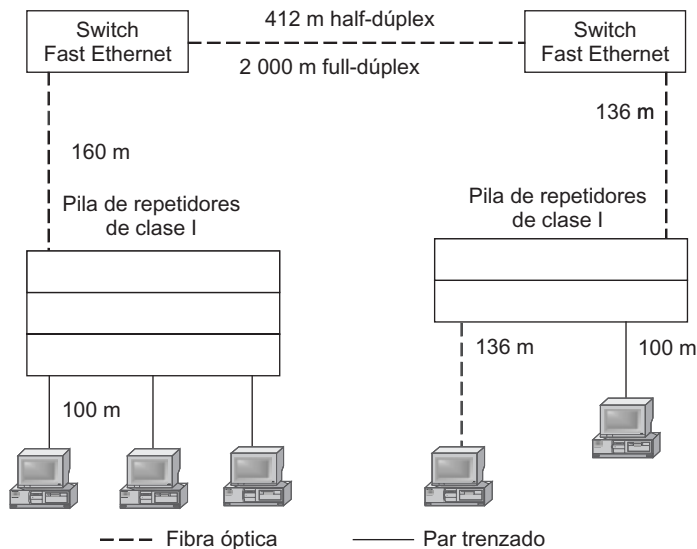 412 m half-dúplex
Switch
Fast Ethernet
Switch
Fast Ethernet
2 000 m full-dúplex
160 m
136 m
Pila de repetidores
de clase I
Pila de repetidores
de clase I
136 m
100 m
100 m
Fibra óptica
Par trenzado